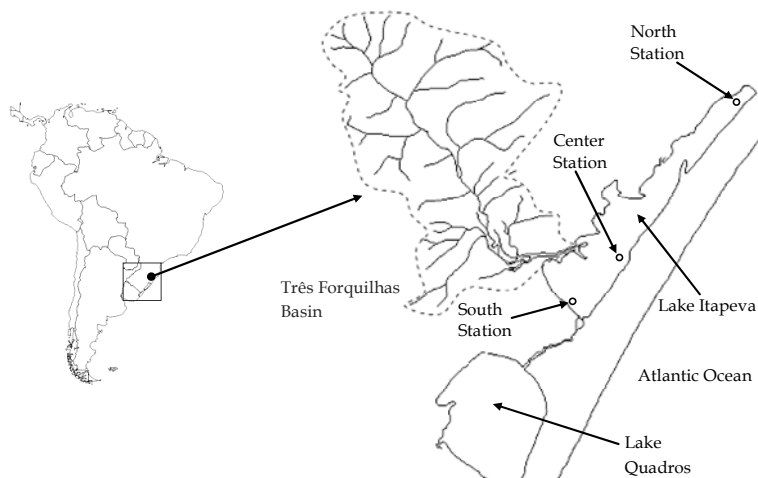 North
Station
Center
Station
Três Forquilhas
Basin
South
Station
Lake Itapeva
Atlantic Ocean
Lake
Quadros